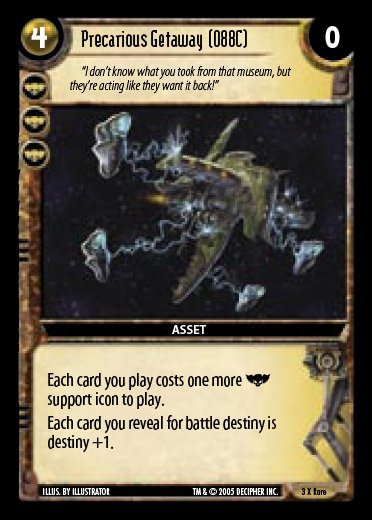 4 Precarious Getaway (088C) 0
"I don't know what you took from that museum, but
they're acting like they want it back!"
ASSET
Each card you play costs one more
support icon to play.
Each card you reveal for battle destiny is
destiny +1.
ILLUS. BY ILLUSTRATOR TM & © 2005 DECIPHER INC. 3 X Rare